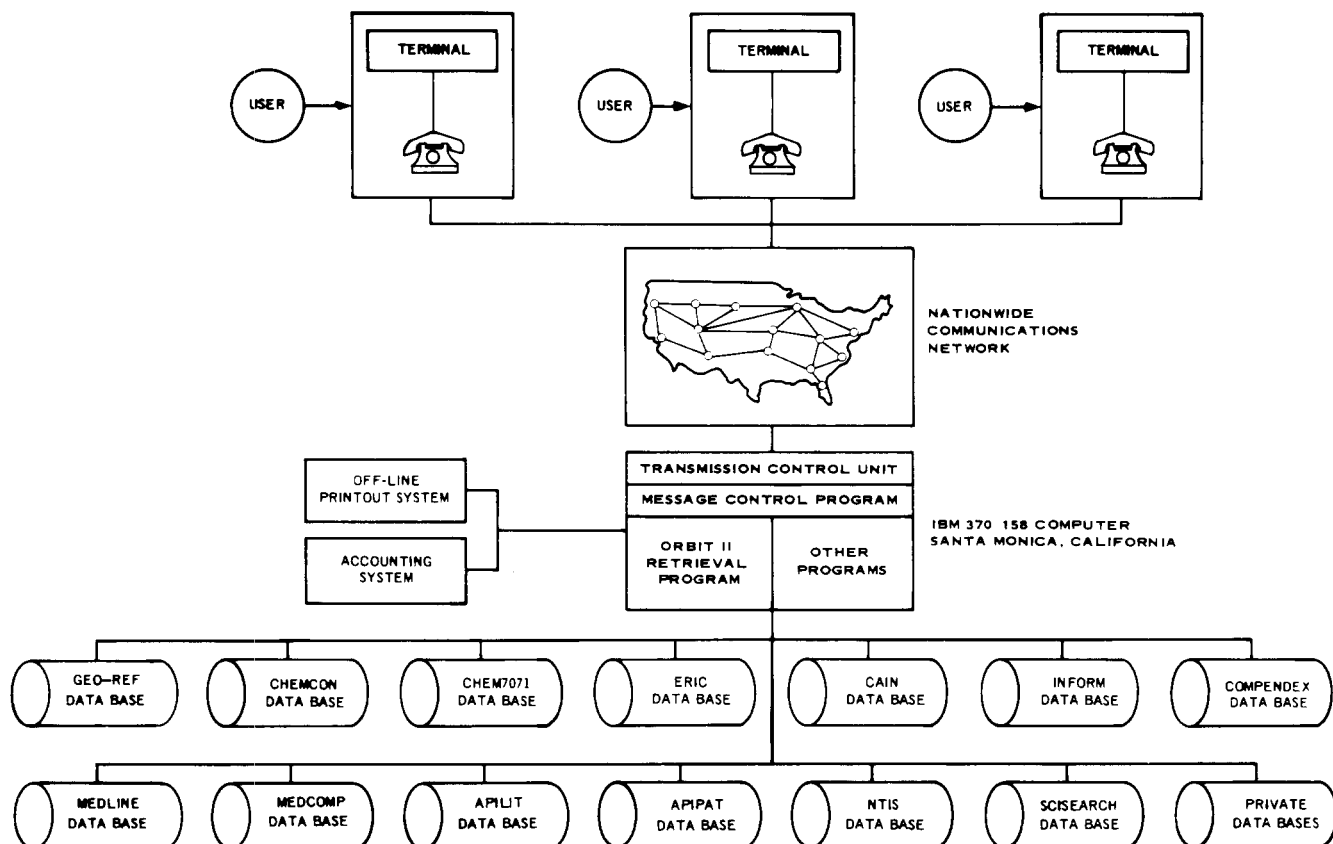 TERMINAL
TERMINAL
TERMINAL
USER
USER
USER
NATIONWIDE
COMMUNICATIONS
NETWORK
TRANSMISSION CONTROL UNIT
MESSAGE CONTROL PROGRAM
OFF-LINE
PRINTOUT SYSTEM
ACCOUNTING
SYSTEM
ORBIT II
RETRIEVAL
PROGRAM
OTHER
PROGRAMS
IBM 370 158 COMPUTER
SANTA MONICA, CALIFORNIA
GEO-REF
DATA BASE
CHEMCON
DATA BASE
CHEM7071
DATA BASE
ERIC
DATA BASE
CAIN
DATA BASE
INFORM
DATA BASE
COMPENDEX
DATA BASE
MEDLINE
DATA BASE
MEDCOMP
DATA BASE
APILIT
DATA BASE
APIPAT
DATA BASE
NTIS
DATA BASE
SCISEARCH
DATA BASE
PRIVATE
DATA BASES